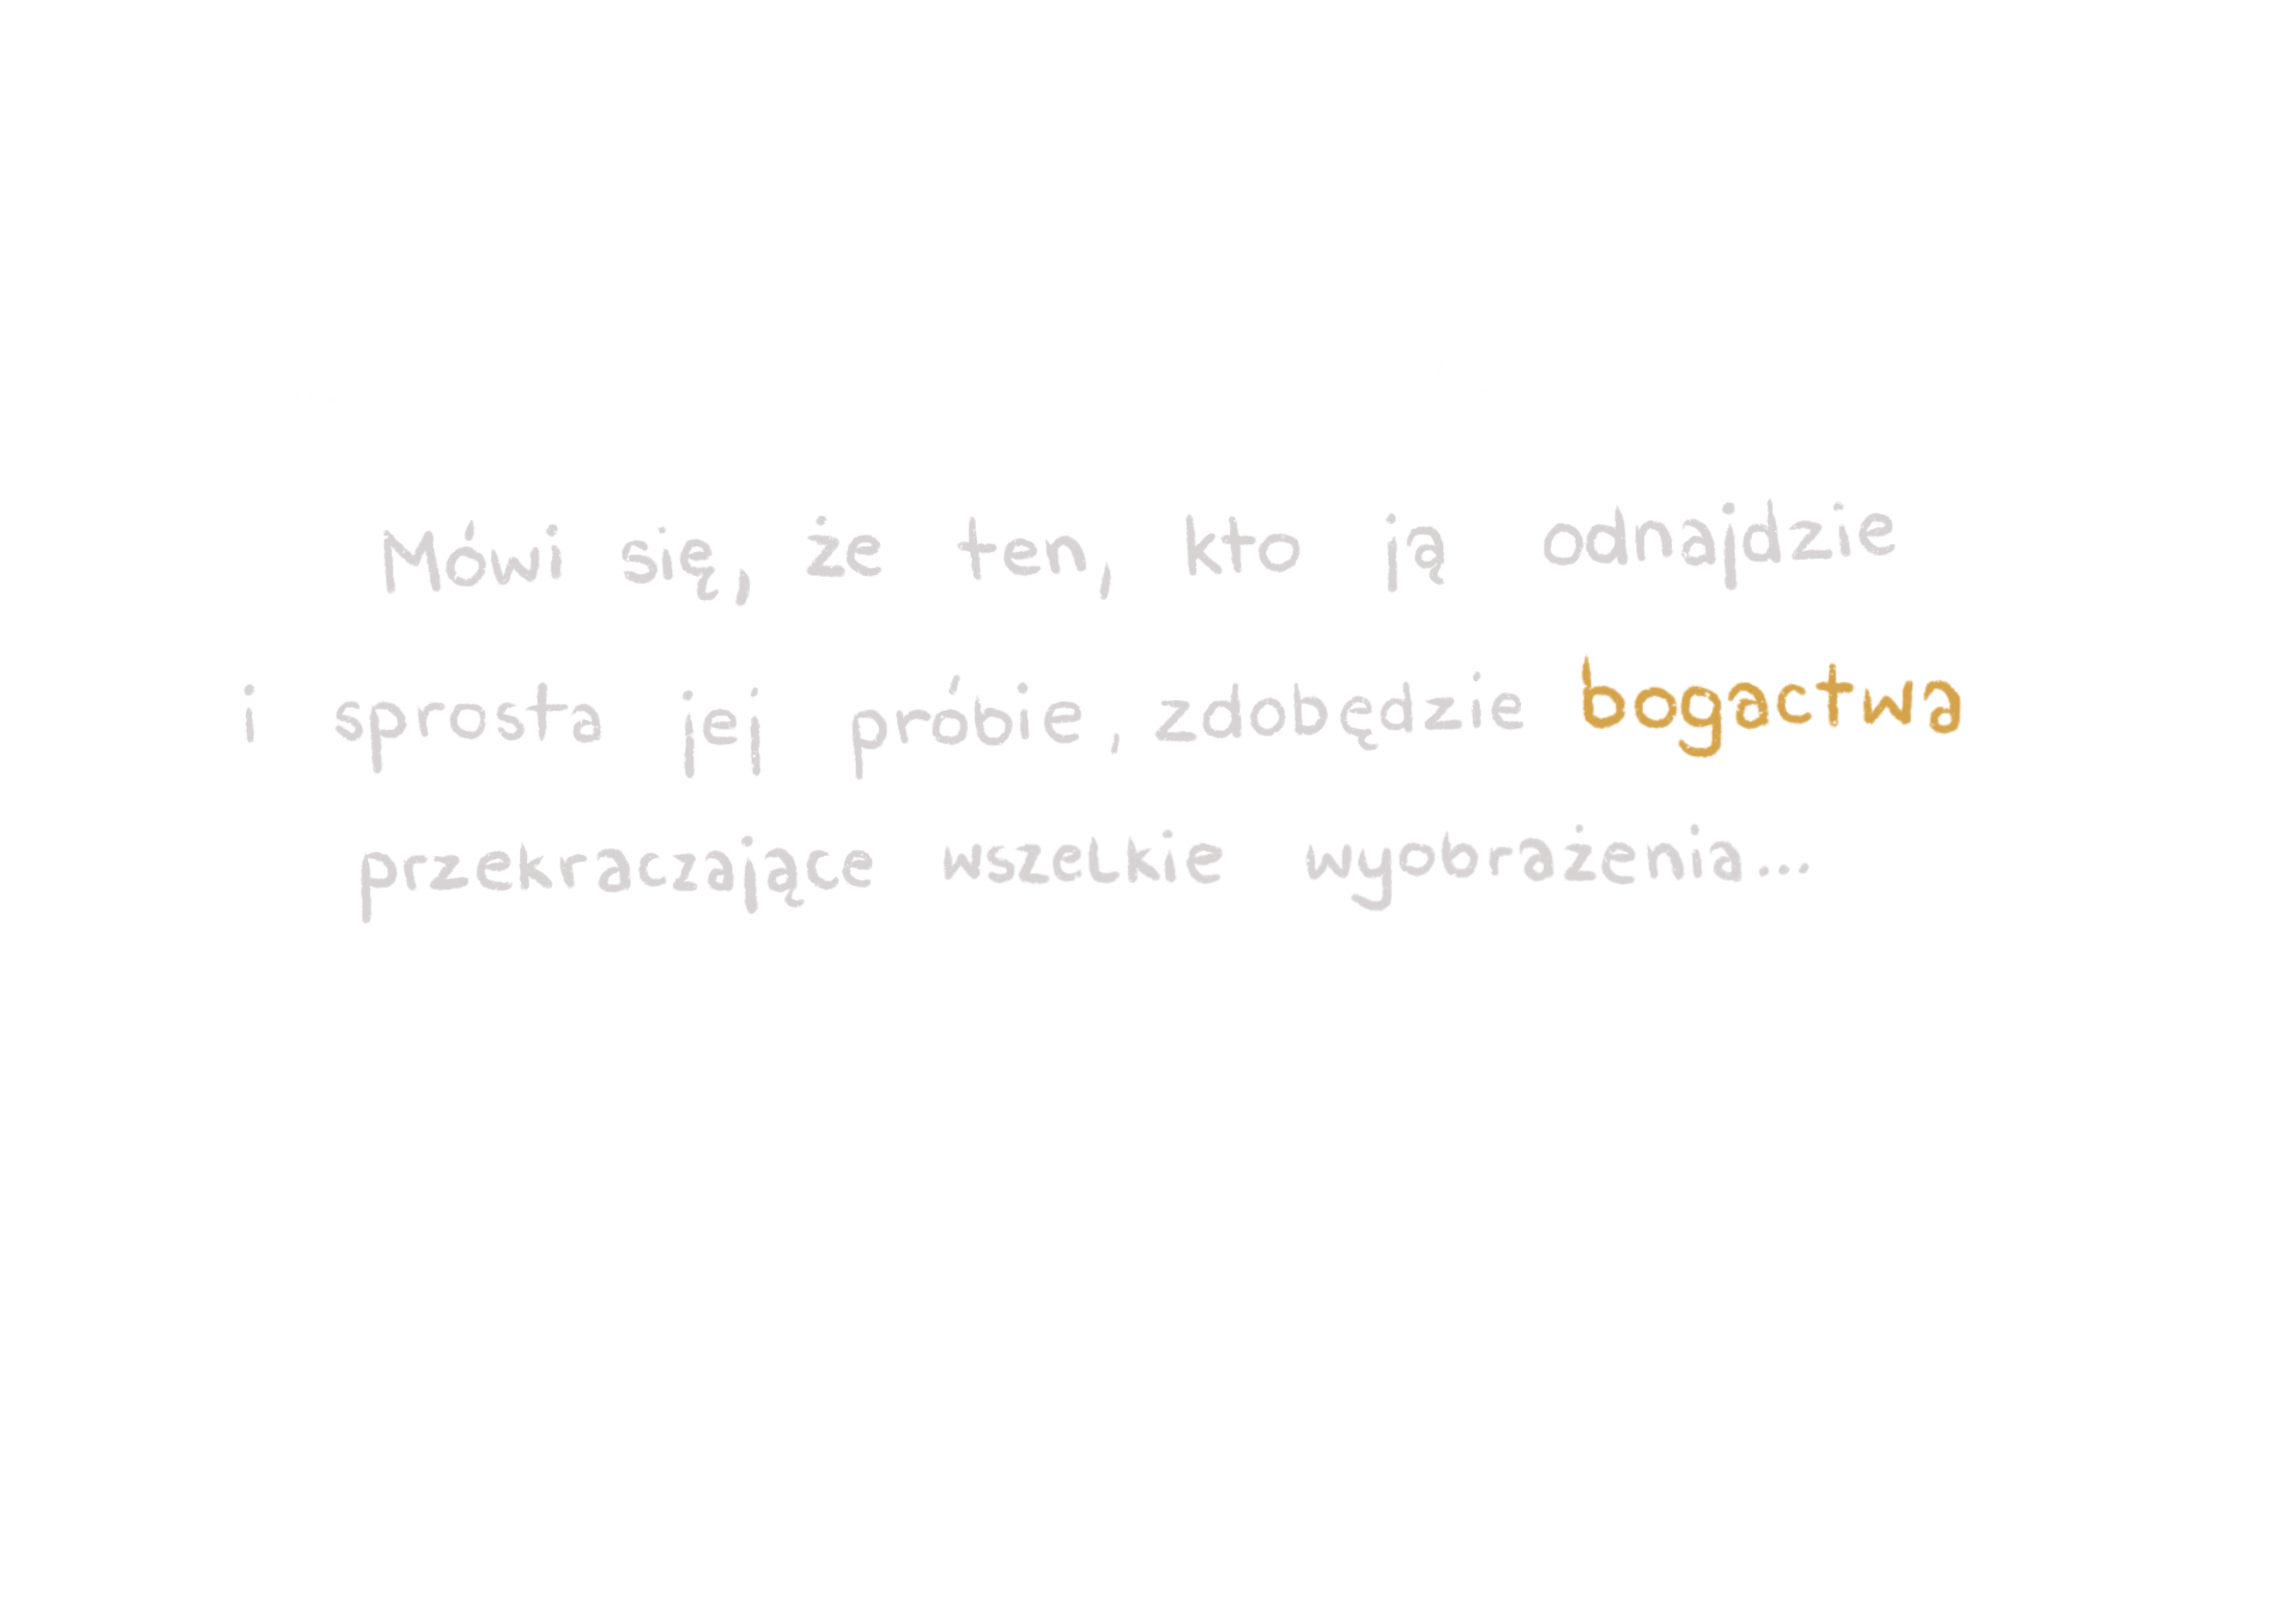 Mówi się, że ten, kto ją odnajdzie
i sprosta jej próbie, zdobędzie bogactwa
przekraczające wszelkie wyobrażenia...